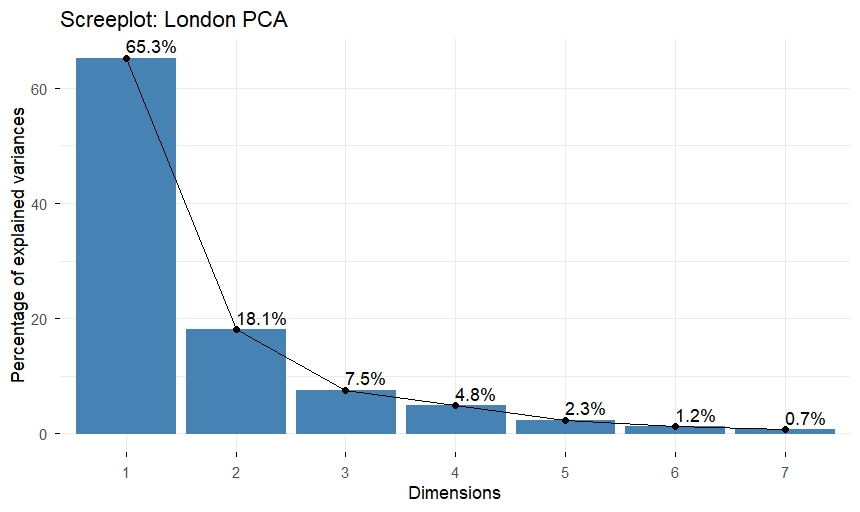 Screeplot: London PCA
Percentage of explained variances
60
40
20
0
65.3%
18.1%
7.5%
4.8%
2.3%
1.2%
0.7%
1 2 3 4 5 6 7
Dimensions